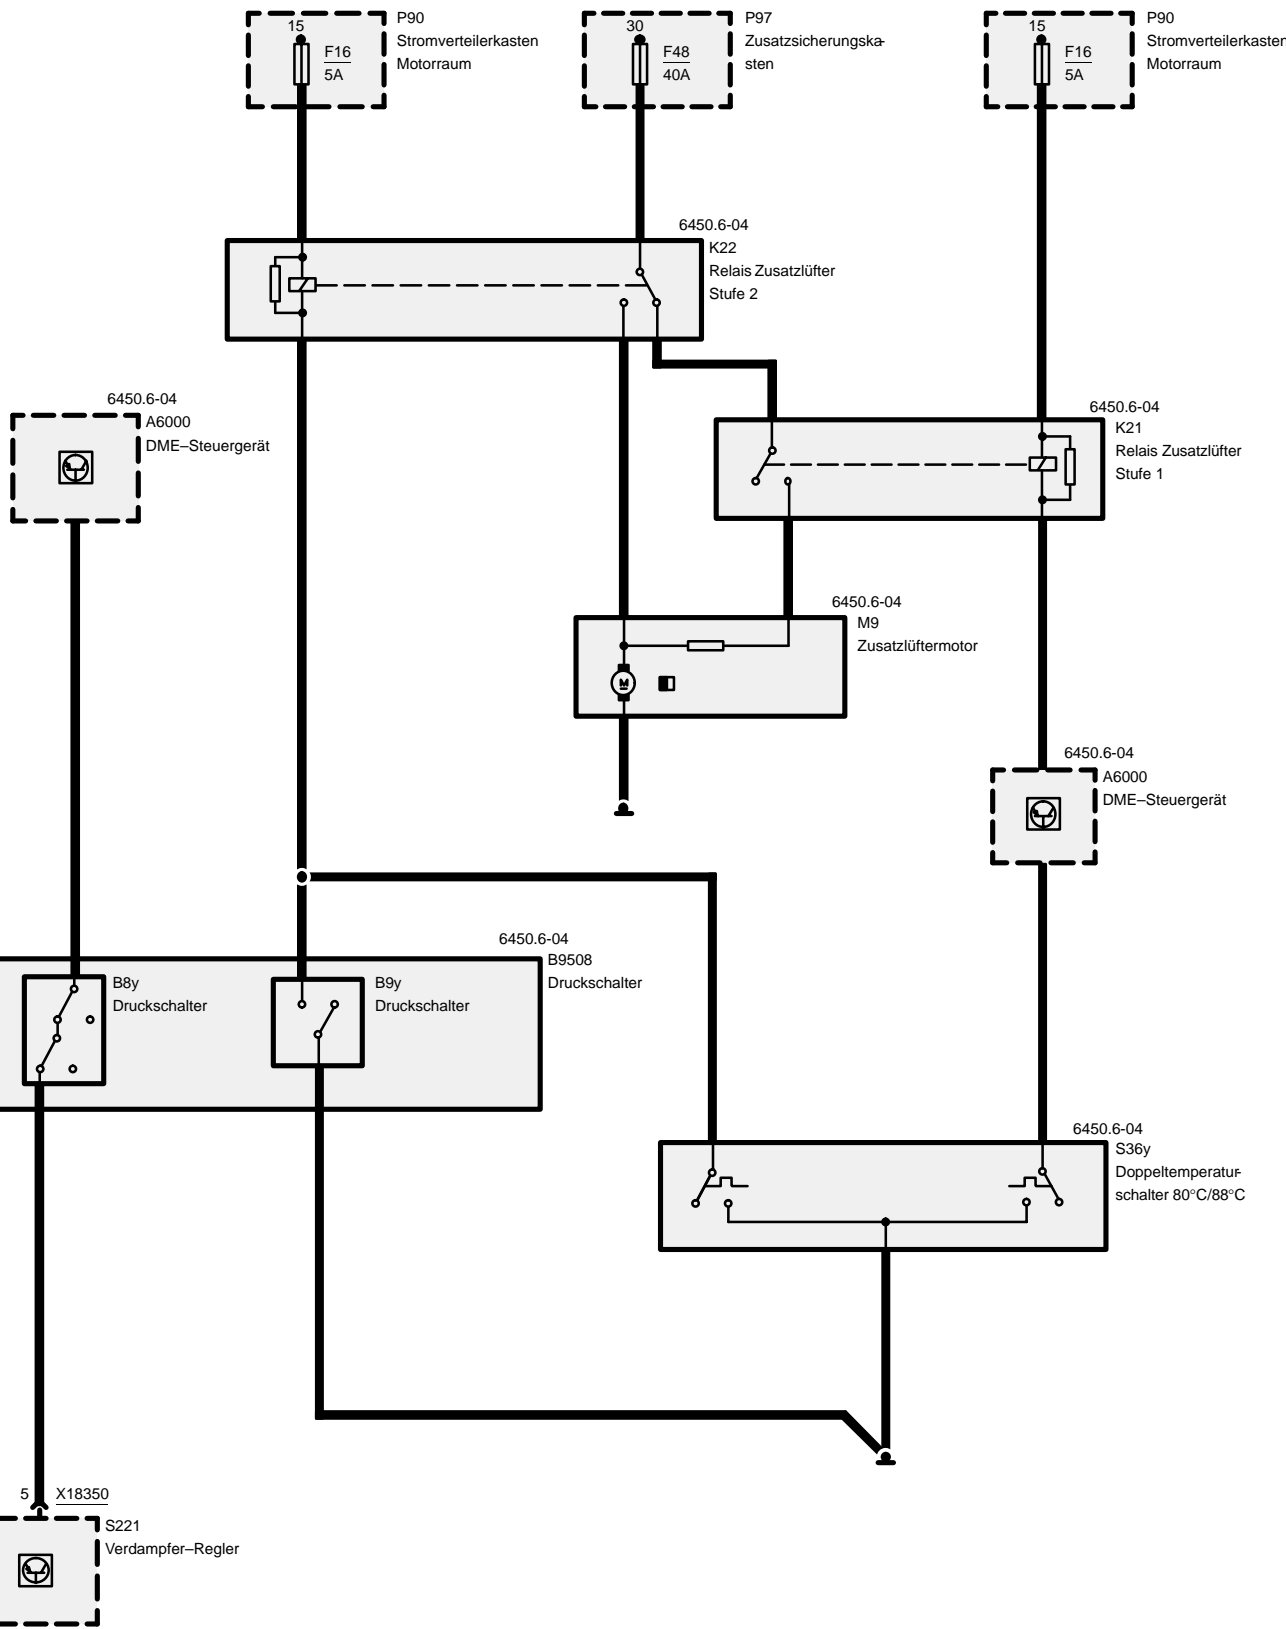 15
F16
5A
P90
Stromverteilerkasten
Motorraum
30
F48
40A
P97
Zusatzsicherungska-
sten
15
F16
5A
P90
Stromverteilerkasten
Motorraum
6450.6-04
K22
Relais Zusatzlüfter
Stufe 2
6450.6-04
A6000
DME–Steuergerät
6450.6-04
K21
Relais Zusatzlüfter
Stufe 1
6450.6-04
M9
Zusatzlüftermotor
M
6450.6-04
A6000
DME–Steuergerät
6450.6-04
B9508
Druckschalter
B8y
Druckschalter
B9y
Druckschalter
6450.6-04
S36y
Doppeltemperatur-
schalter 80°C/88°C
5 X18350
S221
Verdampfer–Regler